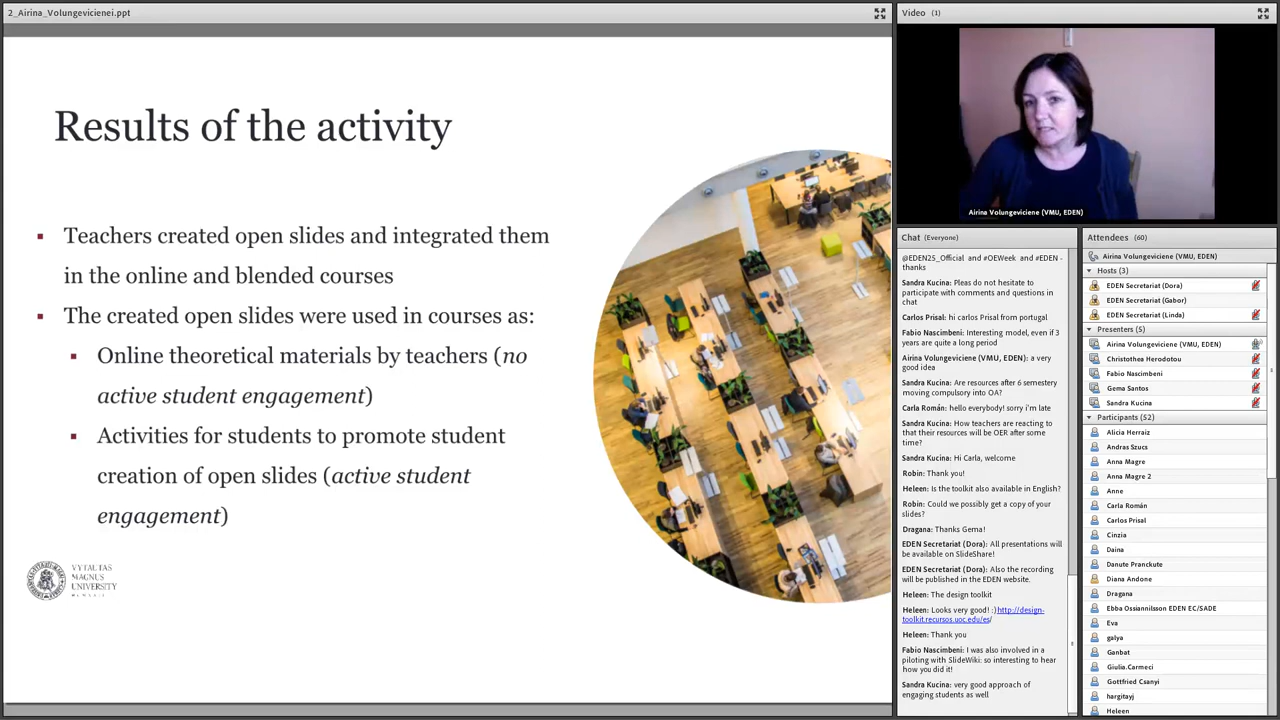 2_Airina_Volungevicienei.ppt
Results of the activity
Teachers created open slides and integrated them
in the online and blended courses
The created open slides were used in courses as:
Online theoretical materials by teachers (no
active student engagement)
Activities for students to promote student
creation of open slides (active student
engagement)
VYTAUTAS
MAGNUS
UNIVERSITY
Video (1)
Airina Volungeviciene (VMU, EDEN)
Chat (Everyone)
@EDEN25_Official and #OEWeek and #EDEN -
thanks
Sandra Kucina: Pleas do not hesitate to
participate with comments and questions in
chat
Carlos Prisal: hi carlos Prisal from portugal
Fabio Nascimbeni: Interesting model, even if 3
years are quite a long period
Airina Volungeviciene (VMU, EDEN): a very
good idea
Sandra Kucina: Are resources after 6 semestery
moving compulsory into OA?
Carla Román: hello everybody! sorry i'm late
Sandra Kucina: How teachers are reacting to
that their resources will be OER after some
time?
Sandra Kucina: Hi Carla, welcome
Robin: Thank you!
Heleen: Is the toolkit also available in English?
Robin: Could we possibly get a copy of your
slides?
Dragana: Thanks Gema!
EDEN Secretariat (Dora): All presentations will
be available on SlideShare!
EDEN Secretariat (Dora): Also the recording
will be published in the EDEN website.
Heleen: The design toolkit
Heleen: Looks very good! :) http://design-
toolkit.recursos.uoc.edu/es/
Heleen: Thank you
Fabio Nascimbeni: I was also involved in a
piloting with SlideWiki: so interesting to hear
how you did it!
Sandra Kucina: very good approach of
engaging students as well
Attendees (60)
Airina Volungeviciene (VMU, EDEN)
Hosts (3)
EDEN Secretariat (Dora)
EDEN Secretariat (Gabor)
EDEN Secretariat (Linda)
Presenters (5)
Airina Volungeviciene (VMU, EDEN)
Christothea Herodotou
Fabio Nascimbeni
Gema Santos
Sandra Kucina
Participants (52)
Alicia Herraiz
Andras Szucs
Anna Magre
Anna Magre 2
Anne
Carla Román
Carlos Prisal
Cinzia
Daina
Danute Pranckute
Diana Andone
Dragana
Ebba Ossiannilsson EDEN EC/SADE
Eva
galya
Ganbat
Giulia.Carmeci
Gottfried Csanyi
hargitayj
Heleen